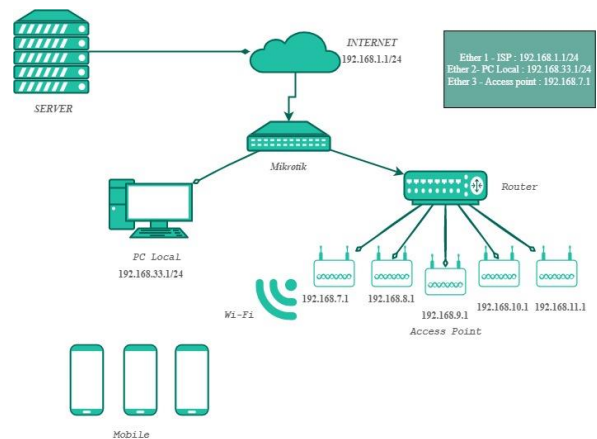 INTERNET
192.168.1.1/24
Ether 1 - ISP : 192.168.1.1/24
Ether 2- PC Local : 192.168.33.1/24
Ether 3 - Access point : 192.168.7.1
SERVER
Mikrotik
Router
PC Local
192.168.33.1/24
Wi-Fi
192.168.7.1
192.168.8.1
192.168.9.1
192.168.10.1
192.168.11.1
Access Point
Mobile